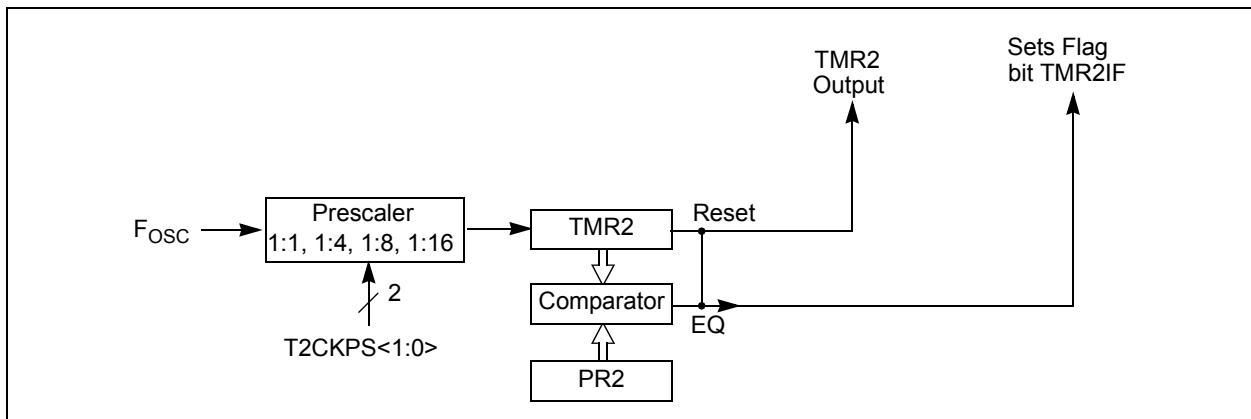 TMR2
Output
Sets Flag
bit TMR2IF
FOSC
Prescaler
1:1, 1:4, 1:8, 1:16
2
T2CKPS<1:0>
TMR2
Reset
Comparator
EQ
PR2